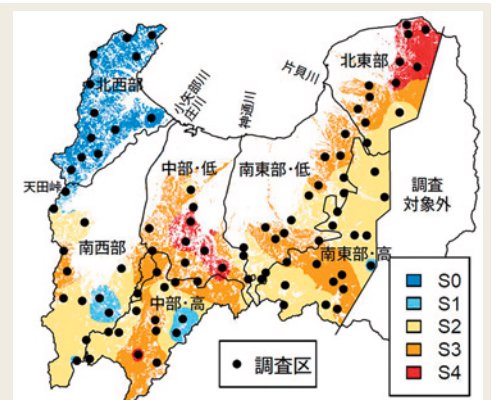 北西部
小矢部川
庄川
神通川
片貝川
北東部
天田峠
中部・低
南東部・低
調査
対象外
南西部
南東部・高
中部・高
S0
S1
S2
S3
S4
調査区